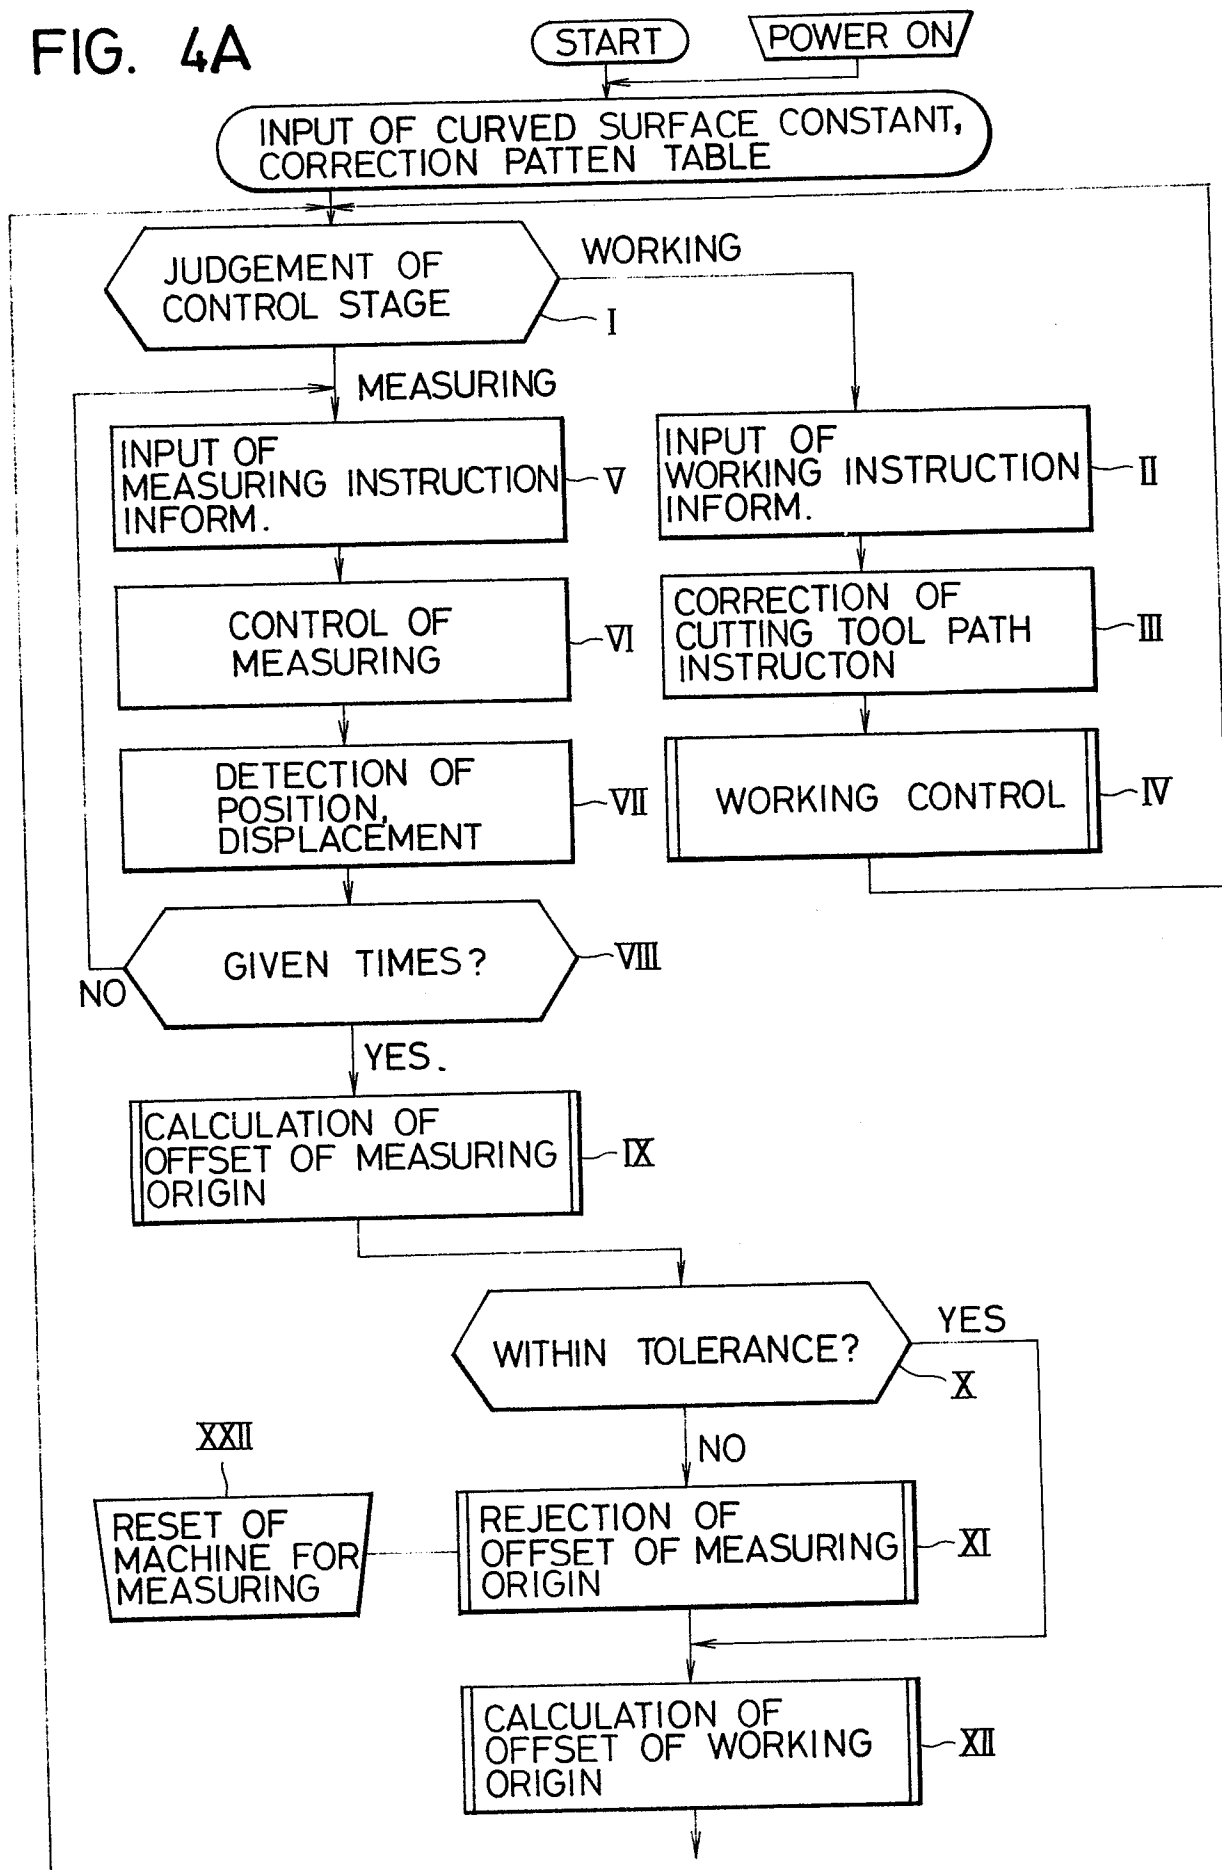 FIG. 4A
START
POWER ON
INPUT OF CURVED SURFACE CONSTANT,
CORRECTION PATTEN TABLE
JUDGEMENT OF
CONTROL STAGE
I
WORKING
MEASURING
INPUT OF
MEASURING INSTRUCTION
INFORM.
V
INPUT OF
WORKING INSTRUCTION
INFORM.
II
CONTROL OF
MEASURING
VI
CORRECTION OF
CUTTING TOOL PATH
INSTRUCTON
III
DETECTION OF
POSITION,
DISPLACEMENT
VII
WORKING CONTROL
IV
GIVEN TIMES?
VIII
NO
YES.
CALCULATION OF
OFFSET OF MEASURING
ORIGIN
IX
WITHIN TOLERANCE?
YES
X
NO
XXII
RESET OF
MACHINE FOR
MEASURING
REJECTION OF
OFFSET OF MEASURING
ORIGIN
XI
CALCULATION OF
OFFSET OF WORKING
ORIGIN
XII